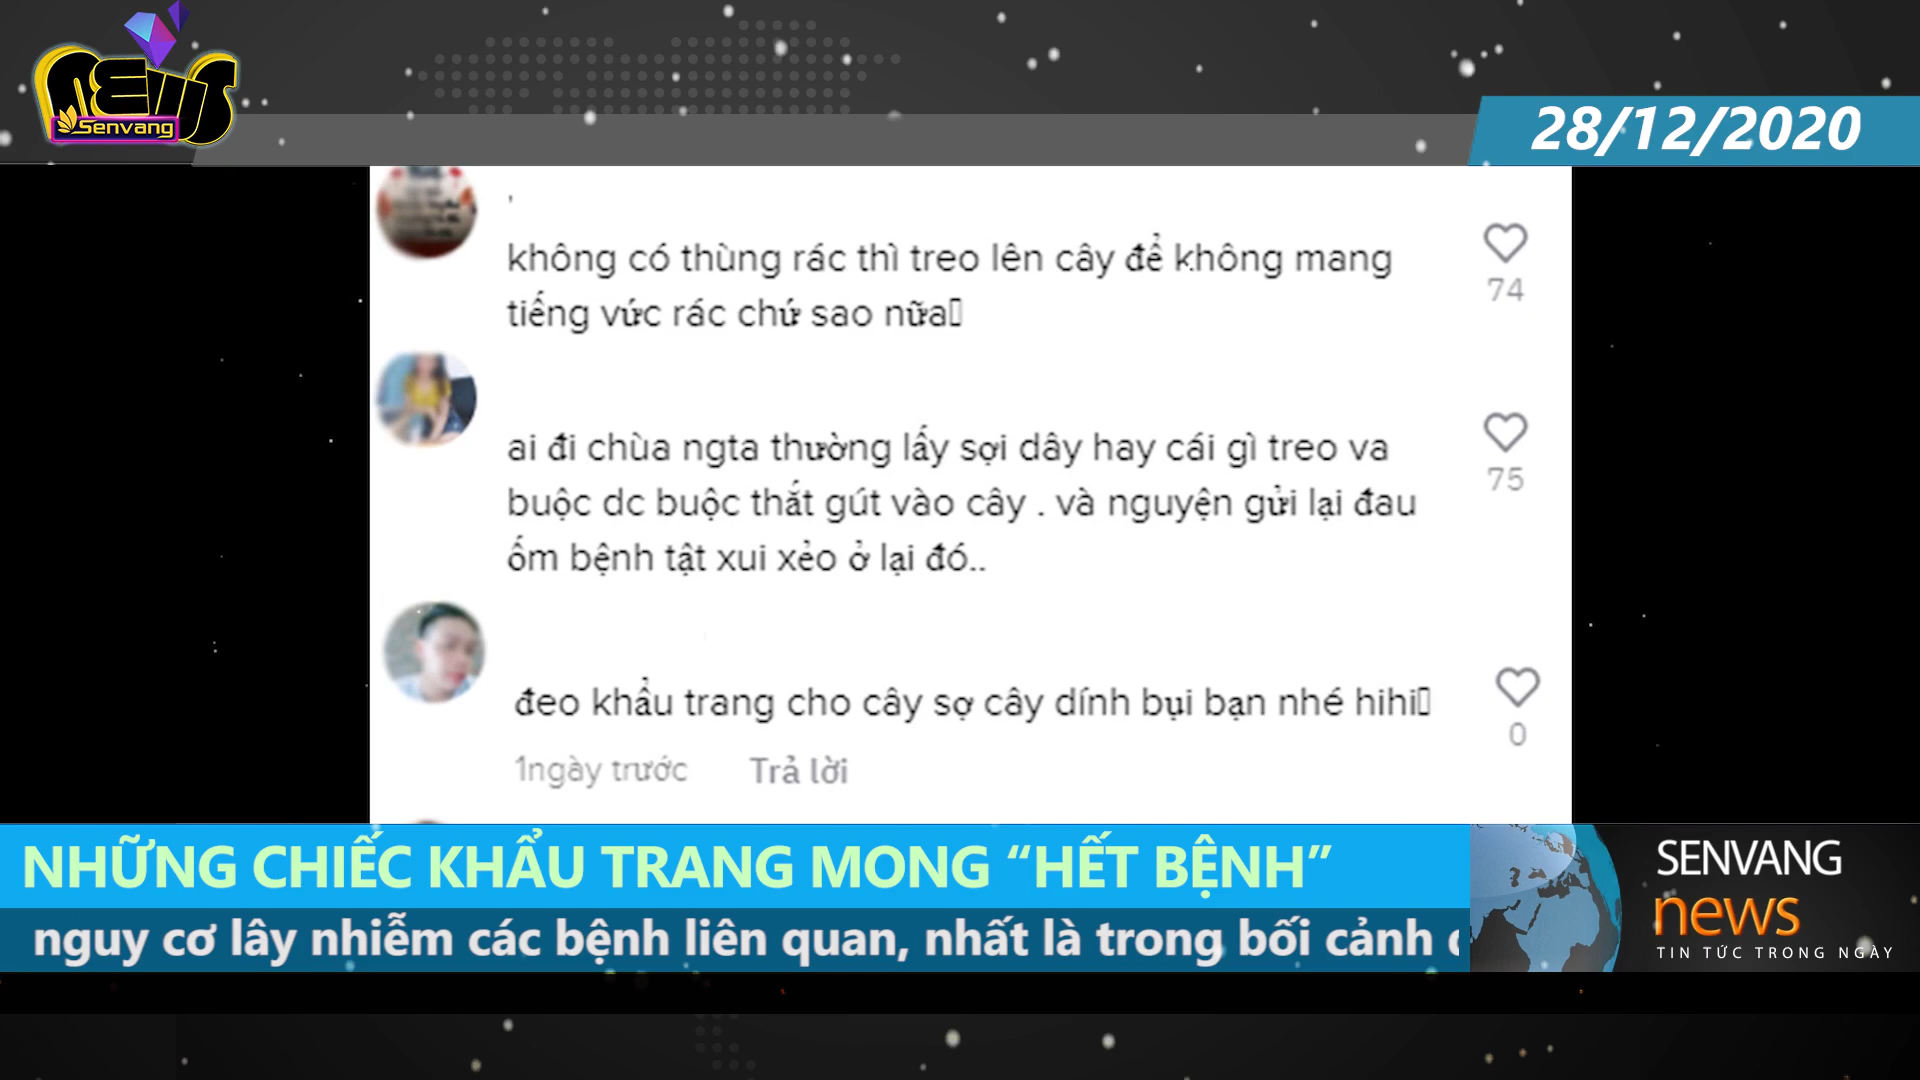 news
Senvang
28/12/2020
không có thùng rác thì treo lên cây để không mang
tiếng vức rác chứ sao nữa
74
ai đi chùa ngta thường lấy sợi dây hay cái gì treo va
buộc dc buộc thắt gút vào cây . và nguyện gửi lại đau
ốm bệnh tật xui xẻo ở lại đó..
75
đeo khẩu trang cho cây sợ cây dính bụi bạn nhé hihi
0
1ngày trước Trả lời
NHỮNG CHIẾC KHẨU TRANG MONG “HẾT BỆNH”
nguy cơ lây nhiễm các bệnh liên quan, nhất là trong bối cảnh
SENVANG
news
TIN TỨC TRONG NGÀY